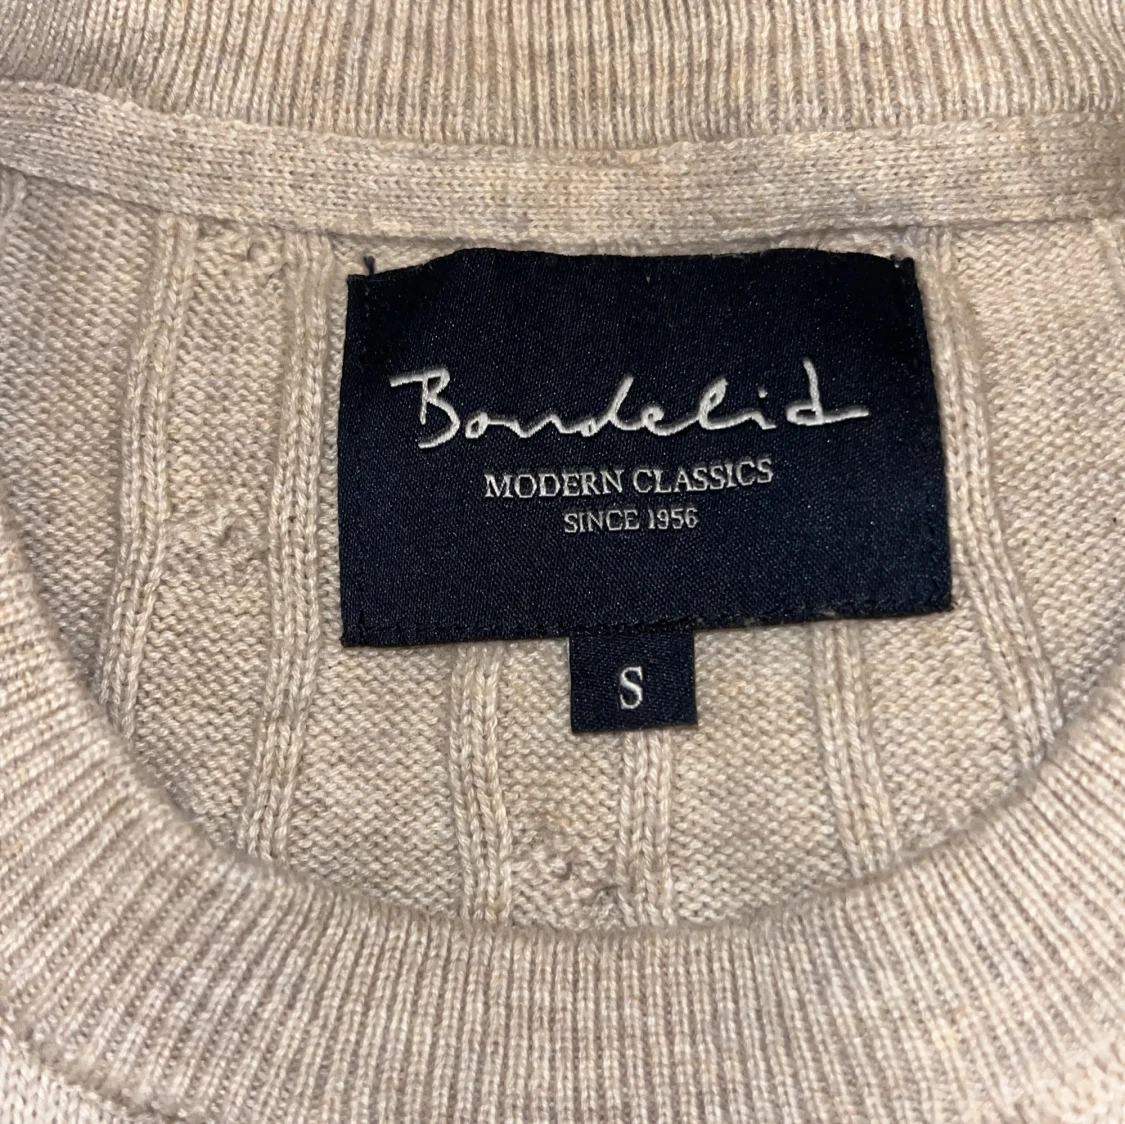 Bondelid
MODERN CLASSICS
SINCE 1956
S